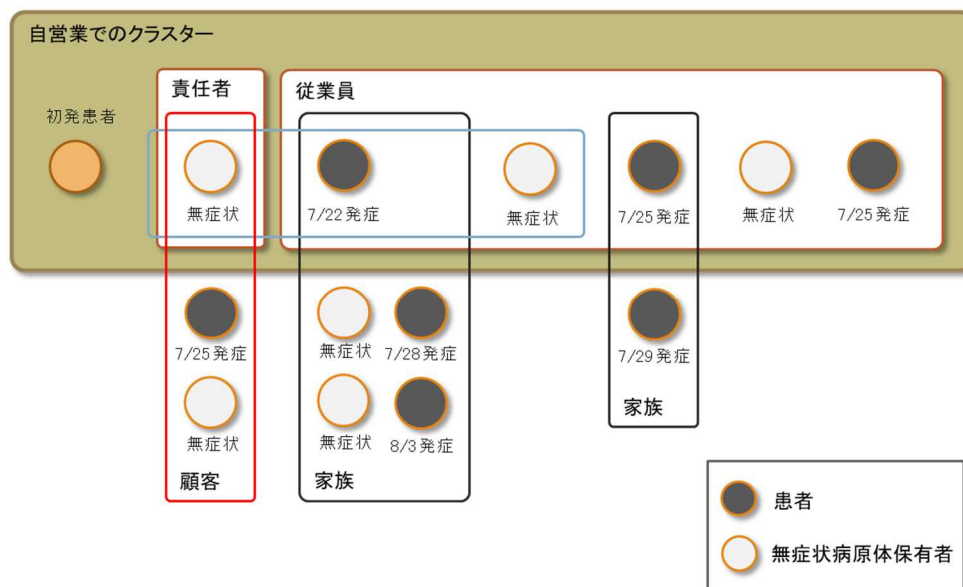 自営業でのクラスター
責任者
従業員
初発患者
無症状
7/22発症
無症状
7/25発症
無症状
7/25発症
7/25発症
無症状
7/28発症
7/29発症
無症状
無症状
8/3発症
家族
顧客
家族
患者
無症状病原体保有者